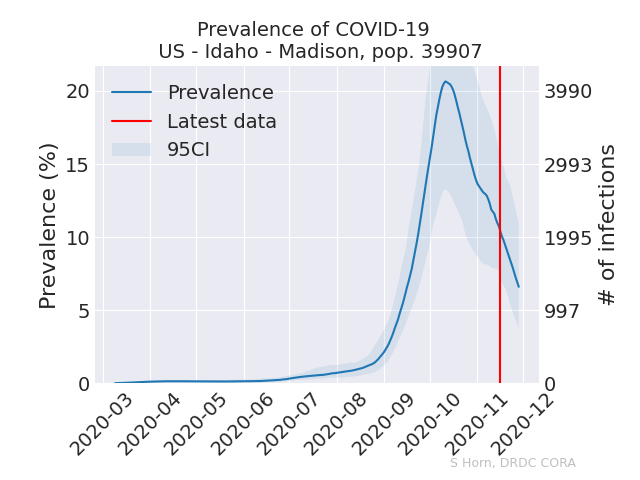 Prevalence of COVID-19
US - Idaho - Madison, pop. 39907
Prevalence
Latest data
95CI
Prevalence (%)
20
15
10
5
0
3990
2993
1995
997
0
# of infections
2020-03
2020-04
2020-05
2020-06
2020-07
2020-08
2020-09
2020-10
2020-11
2020-12
S Horn, DRDC CORA